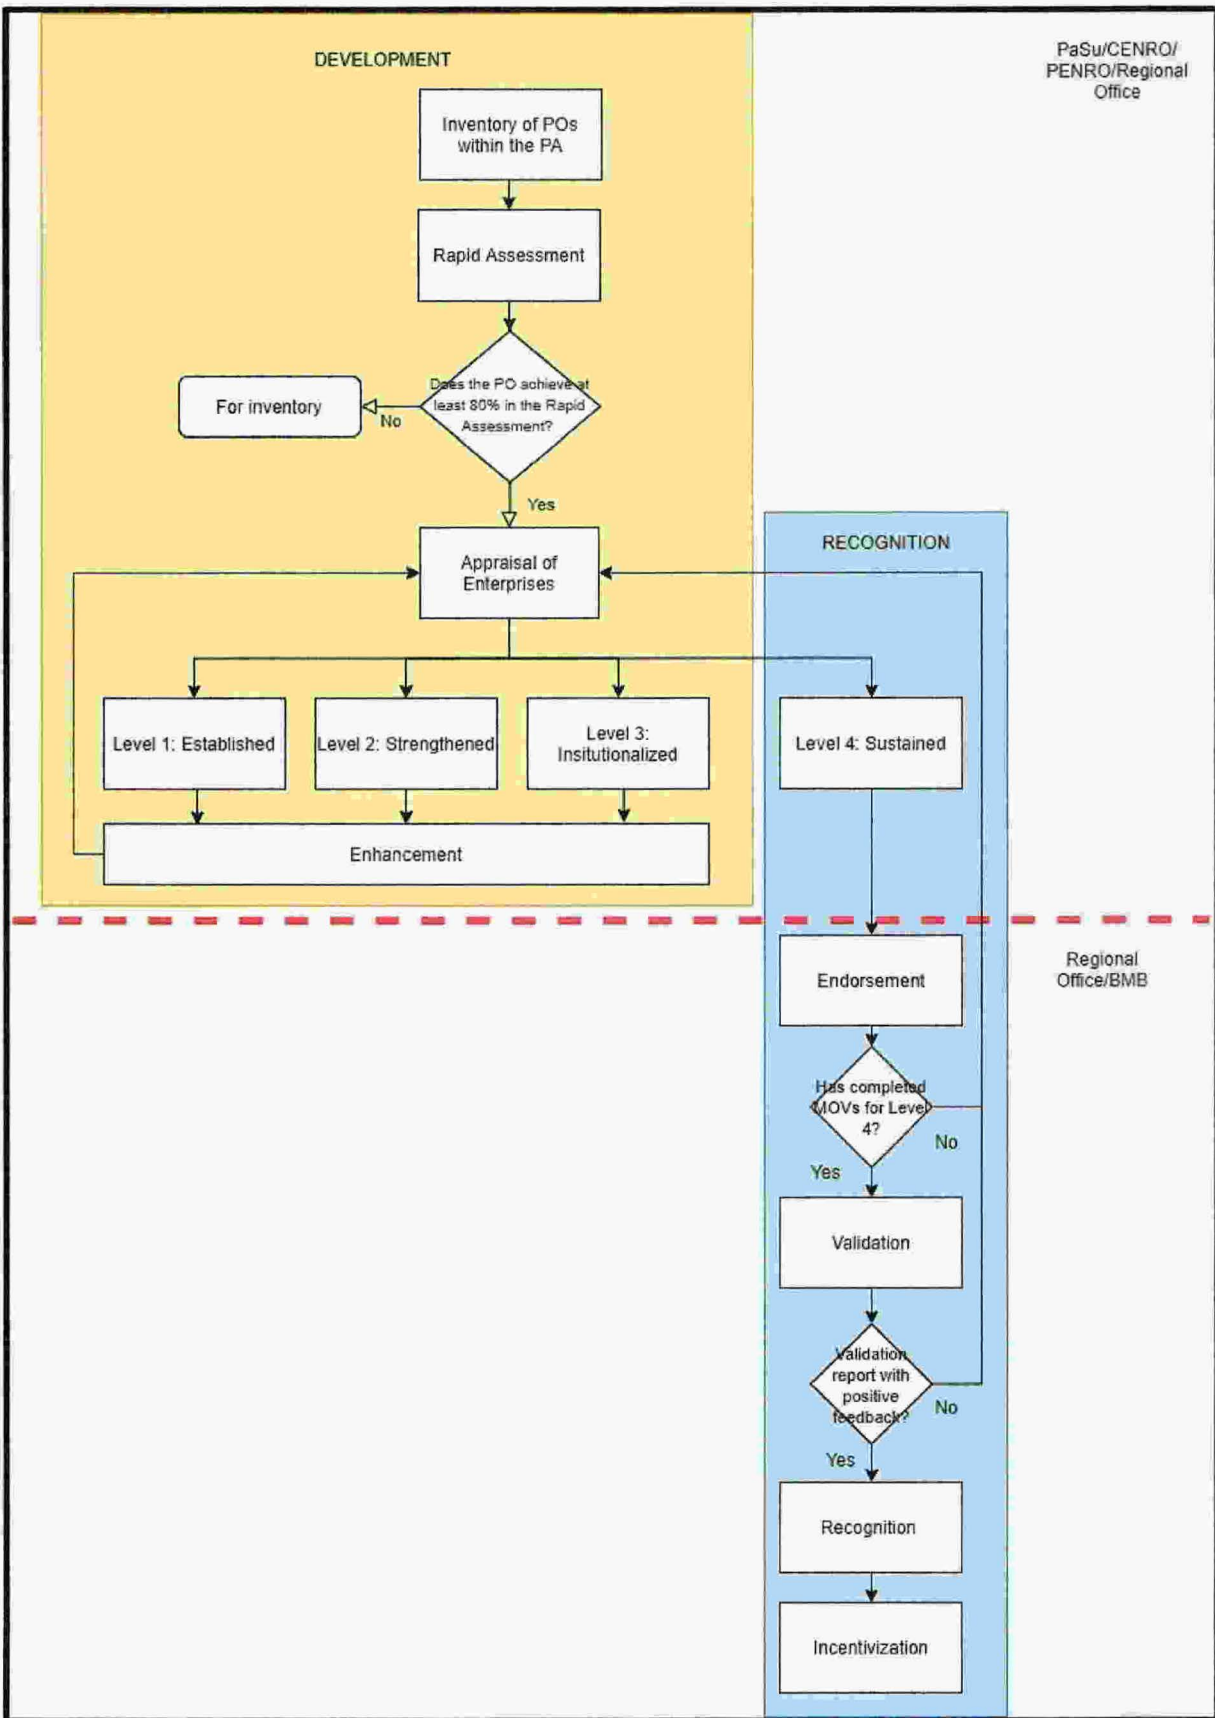 DEVELOPMENT
PaSu/CENRO/
PENRO/Regional
Office
Inventory of POs
within the PA
Rapid Assessment
Does the PO achieve at
least 80% in the Rapid
Assessment?
For inventory
No
Yes
RECOGNITION
Appraisal of
Enterprises
Level 1: Established
Level 2: Strengthened
Level 3:
Insitutionalized
Level 4: Sustained
Enhancement
Regional
Office/BMB
Endorsement
Has completed
MOVs for Level
4?
No
Yes
Validation
Validation
report with
positive
feedback?
No
Yes
Recognition
Incentivization